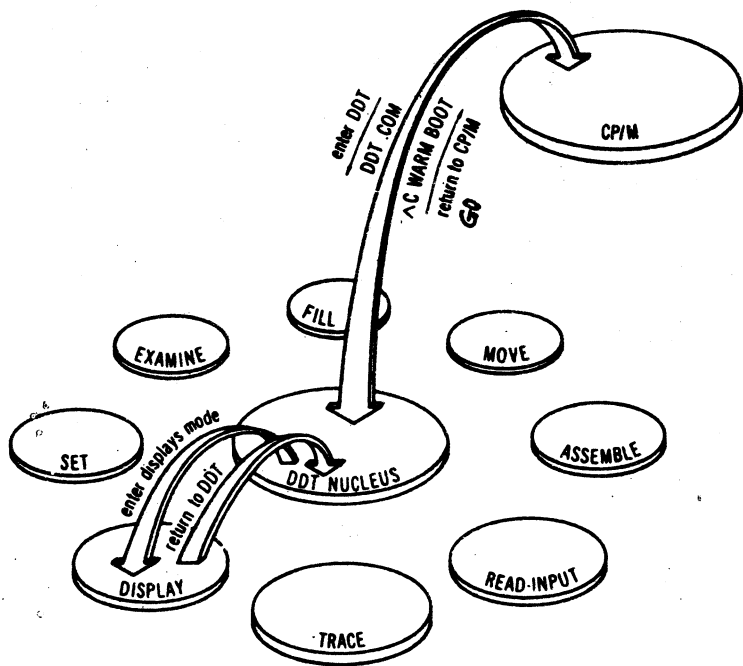 CP/M
enter DDT
DDT .COM
^C WARM BOOT
return to CP/M
GO
FILL
EXAMINE
MOVE
SET
enter displays mode
return to DDT
DDT NUCLEUS
ASSEMBLE
DISPLAY
READ-INPUT
TRACE